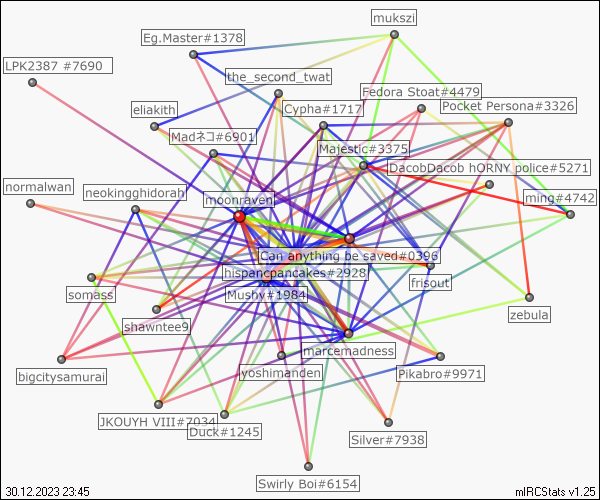 mukszi
Eg.Master#1378
LPK2387 #7690
the_second_twat
Fedora Stoat#4479
Pocket Persona#3326
eliakith
Cypha#1717
Madネコ#6901
Majestic#3375
DacobDacob hORNY police#5271
normalwan
neokingghidorah
moonraven
ming#4742
Can anything be saved#0396
hispanicpancakes#2928
frisout
somass
Mushy#1984
zebula
shawntee9
marcemadness
bigcitysamurai
yoshimanden
Pikabro#9971
JKOUYH VIII#7034
Duck#1245
Silver#7938
Swirly Boi#6154
30.12.2023 23:45
mIRCStats v1.25